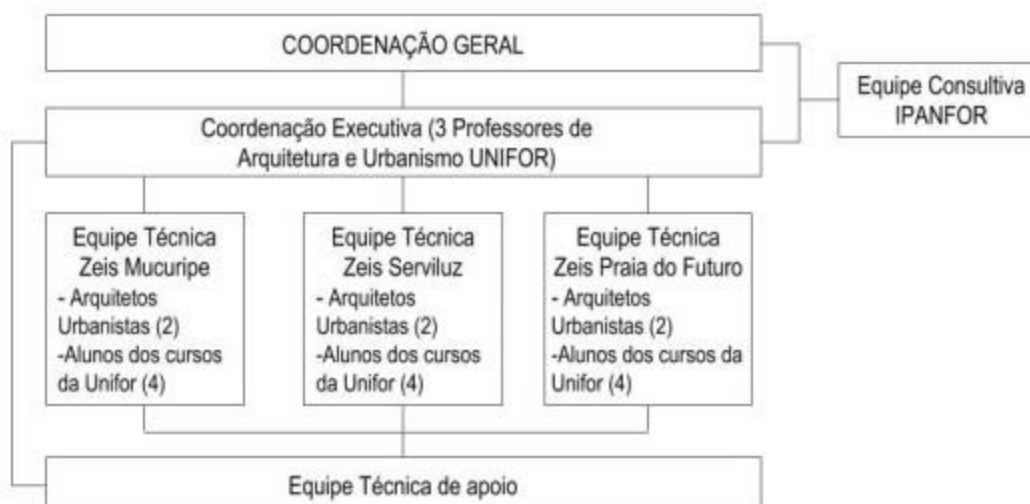 COORDENAÇÃO GERAL
Equipe Consultiva
IPANFOR
Coordenação Executiva (3 Professores de
Arquitetura e Urbanismo UNIFOR)
Equipe Técnica
Zeis Mucuripe
- Arquitetos
Urbanistas (2)
-Alunos dos cursos
da Unifor (4)
Equipe Técnica
Zeis Serviluz
- Arquitetos
Urbanistas (2)
-Alunos dos cursos
da Unifor (4)
Equipe Técnica
Zeis Praia do Futuro
- Arquitetos
Urbanistas (2)
-Alunos dos cursos da
Unifor (4)
Equipe Técnica de apoio